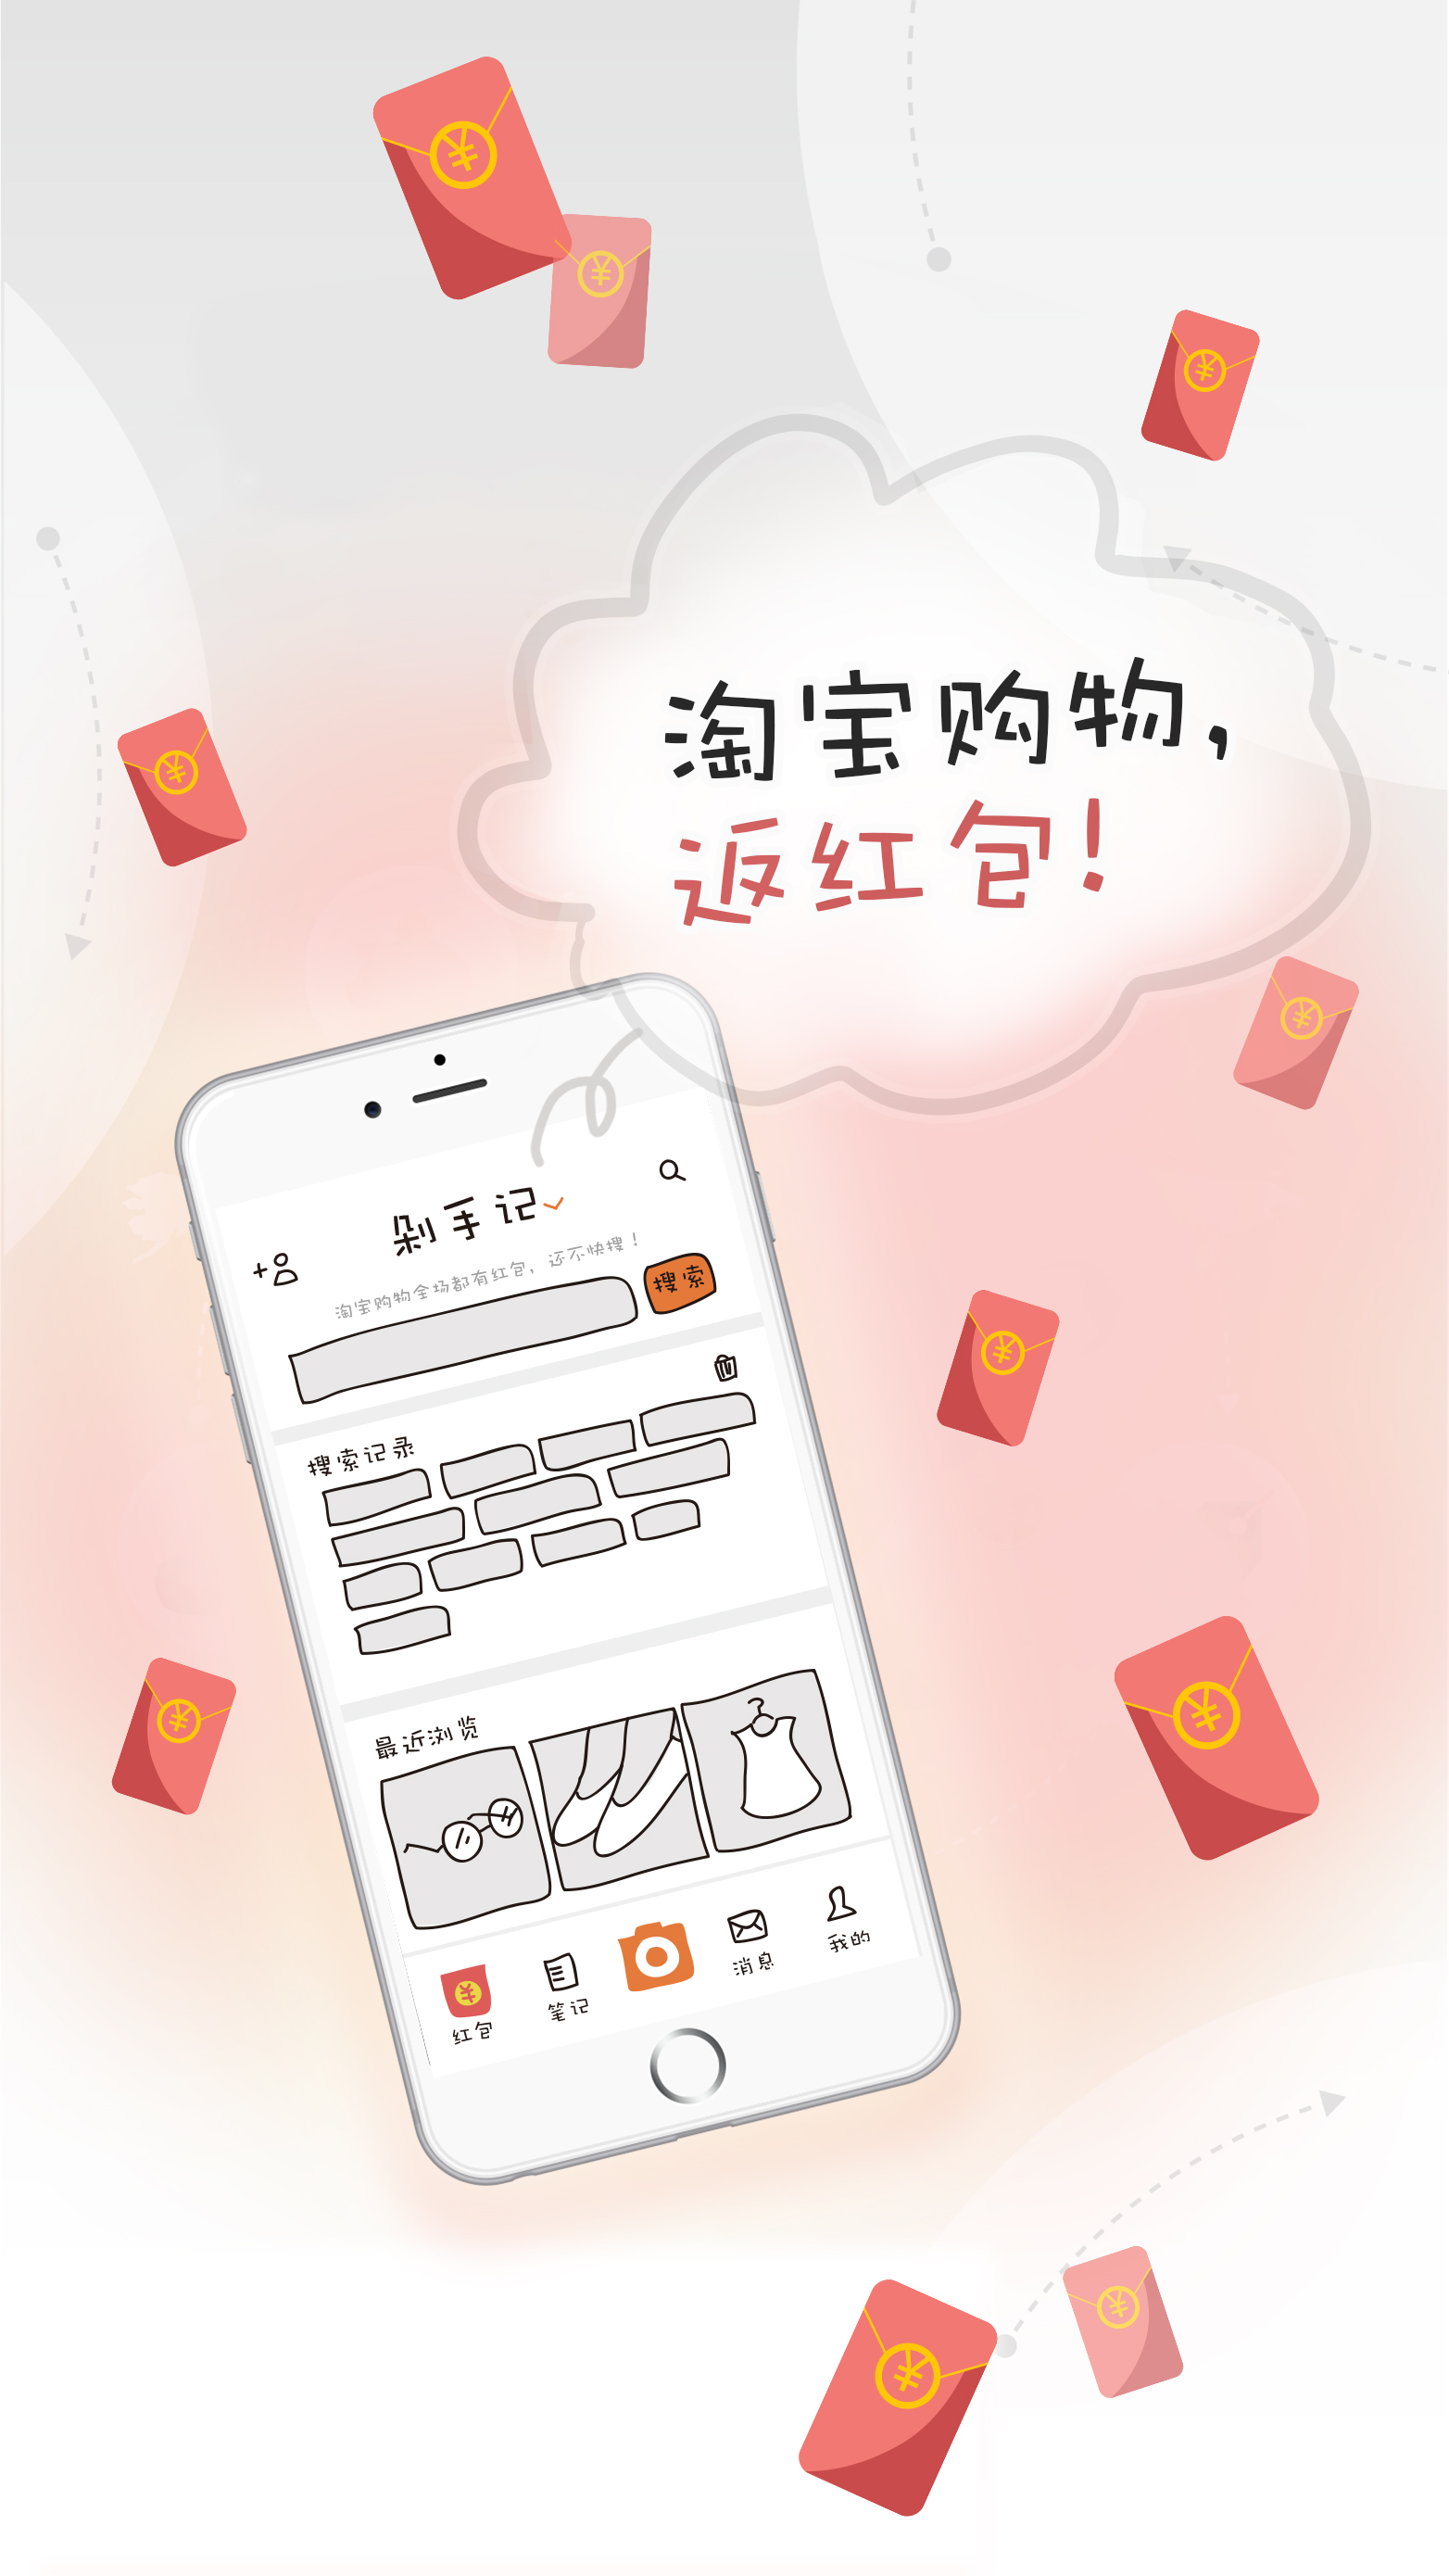 淘宝购物,
返红包!
剁手记
淘宝购物全场都有红包，还不快搜！
搜索
搜索记录
最近浏览
红包
笔记
消息
我的